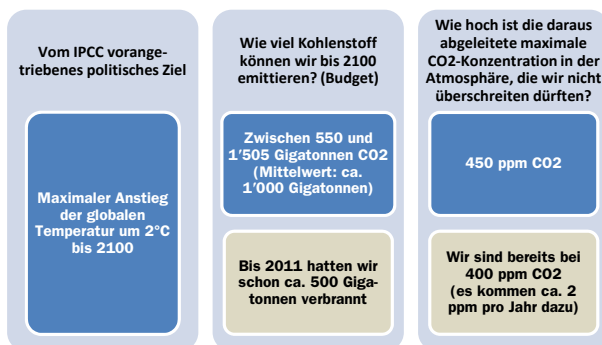 Vom IPCC vorange-
triebenes politisches Ziel
Maximaler Anstieg
der globalen
Temperatur um 2°C
bis 2100
Wie viel Kohlenstoff
können wir bis 2100
emittieren? (Budget)
Zwischen 550 und
1’505 Gigatonnen CO2
(Mittelwert: ca.
1’000 Gigatonnen)
Bis 2011 hatten wir
schon ca. 500 Giga-
tonnen verbrannt
Wie hoch ist die daraus
abgeleitete maximale
CO2-Konzentration in der
Atmosphäre, die wir nicht
überschreiten dürften?
450 ppm CO2
Wir sind bereits bei
400 ppm CO2
(es kommen ca. 2
ppm pro Jahr dazu)